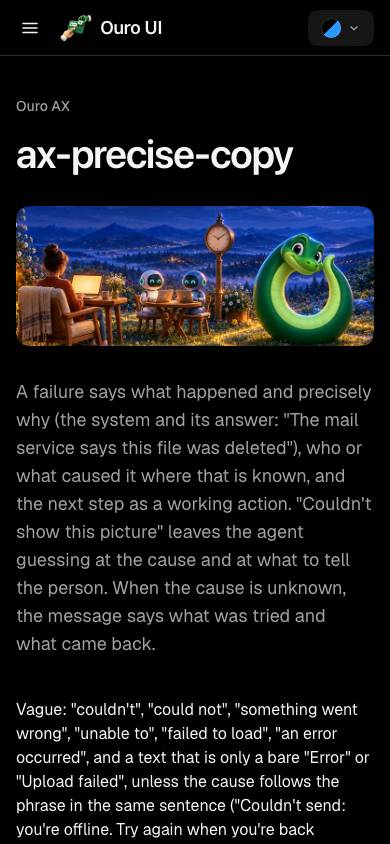 Ouro UI
Ouro AX
ax-precise-copy
A failure says what happened and precisely
why (the system and its answer: "The mail
service says this file was deleted"), who or
what caused it where that is known, and
the next step as a working action. "Couldn't
show this picture" leaves the agent
guessing at the cause and at what to tell
the person. When the cause is unknown,
the message says what was tried and
what came back.
Vague: "couldn't", "could not", "something went
wrong", "unable to", "failed to load", "an error
occurred", and a text that is only a bare "Error" or
"Upload failed", unless the cause follows the
phrase in the same sentence ("Couldn't send:
you're offline. Try again when you're back